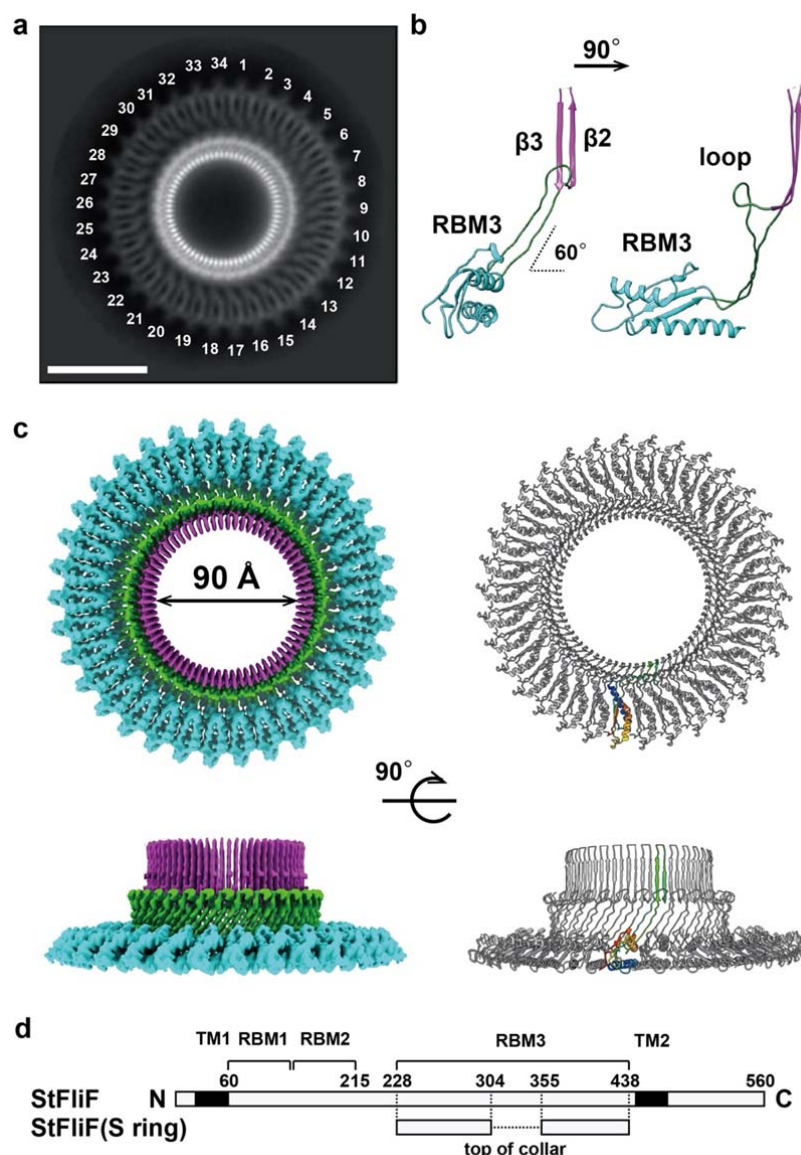 a
34 1 2 3 4 5 6 7 8 9 10 11 12 13 14 15 16 17 18 19 20 21 22 23 24 25 26 27 28 29 30 31 32 33
b
90°
β3 β2
loop
RBM3
60°
RBM3
c
90 Å
90°
d
TM1 RBM1 RBM2 RBM3 TM2
60 215 228 304 355 438 560
StFliF N C
StFliF(S ring)
top of collar